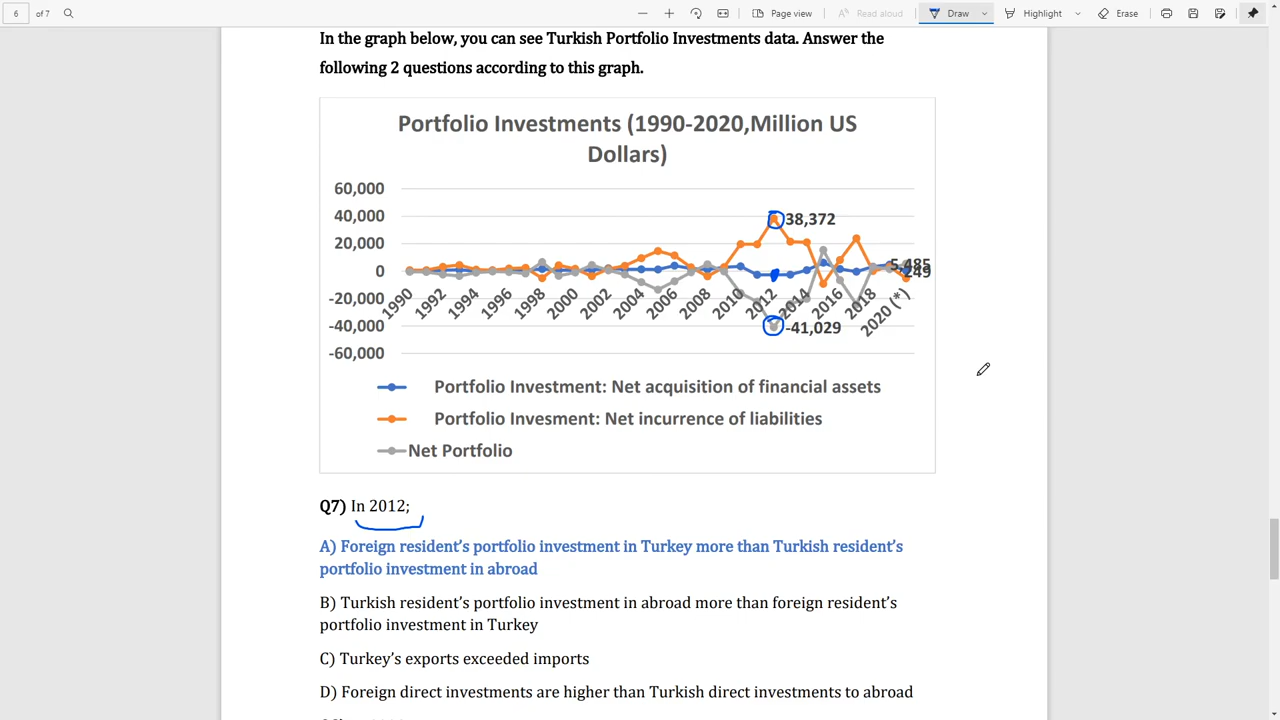 6 of 7 Page view Read aloud Draw Highlight Erase
In the graph below, you can see Turkish Portfolio Investments data. Answer the
following 2 questions according to this graph.
Portfolio Investments (1990-2020,Million US
Dollars)
60,000
40,000
20,000
0
-20,000
-40,000
-60,000
38,372
-41,029
5,485
1990 1992 1994 1996 1998 2000 2002 2004 2006 2008 2010 2012 2014 2016 2018 2020 (*)
Portfolio Investment: Net acquisition of financial assets
Portfolio Invesment: Net incurrence of liabilities
Net Portfolio
Q7) In 2012;
A) Foreign resident's portfolio investment in Turkey more than Turkish resident's
portfolio investment in abroad
B) Turkish resident's portfolio investment in abroad more than foreign resident's
portfolio investment in Turkey
C) Turkey's exports exceeded imports
D) Foreign direct investments are higher than Turkish direct investments to abroad